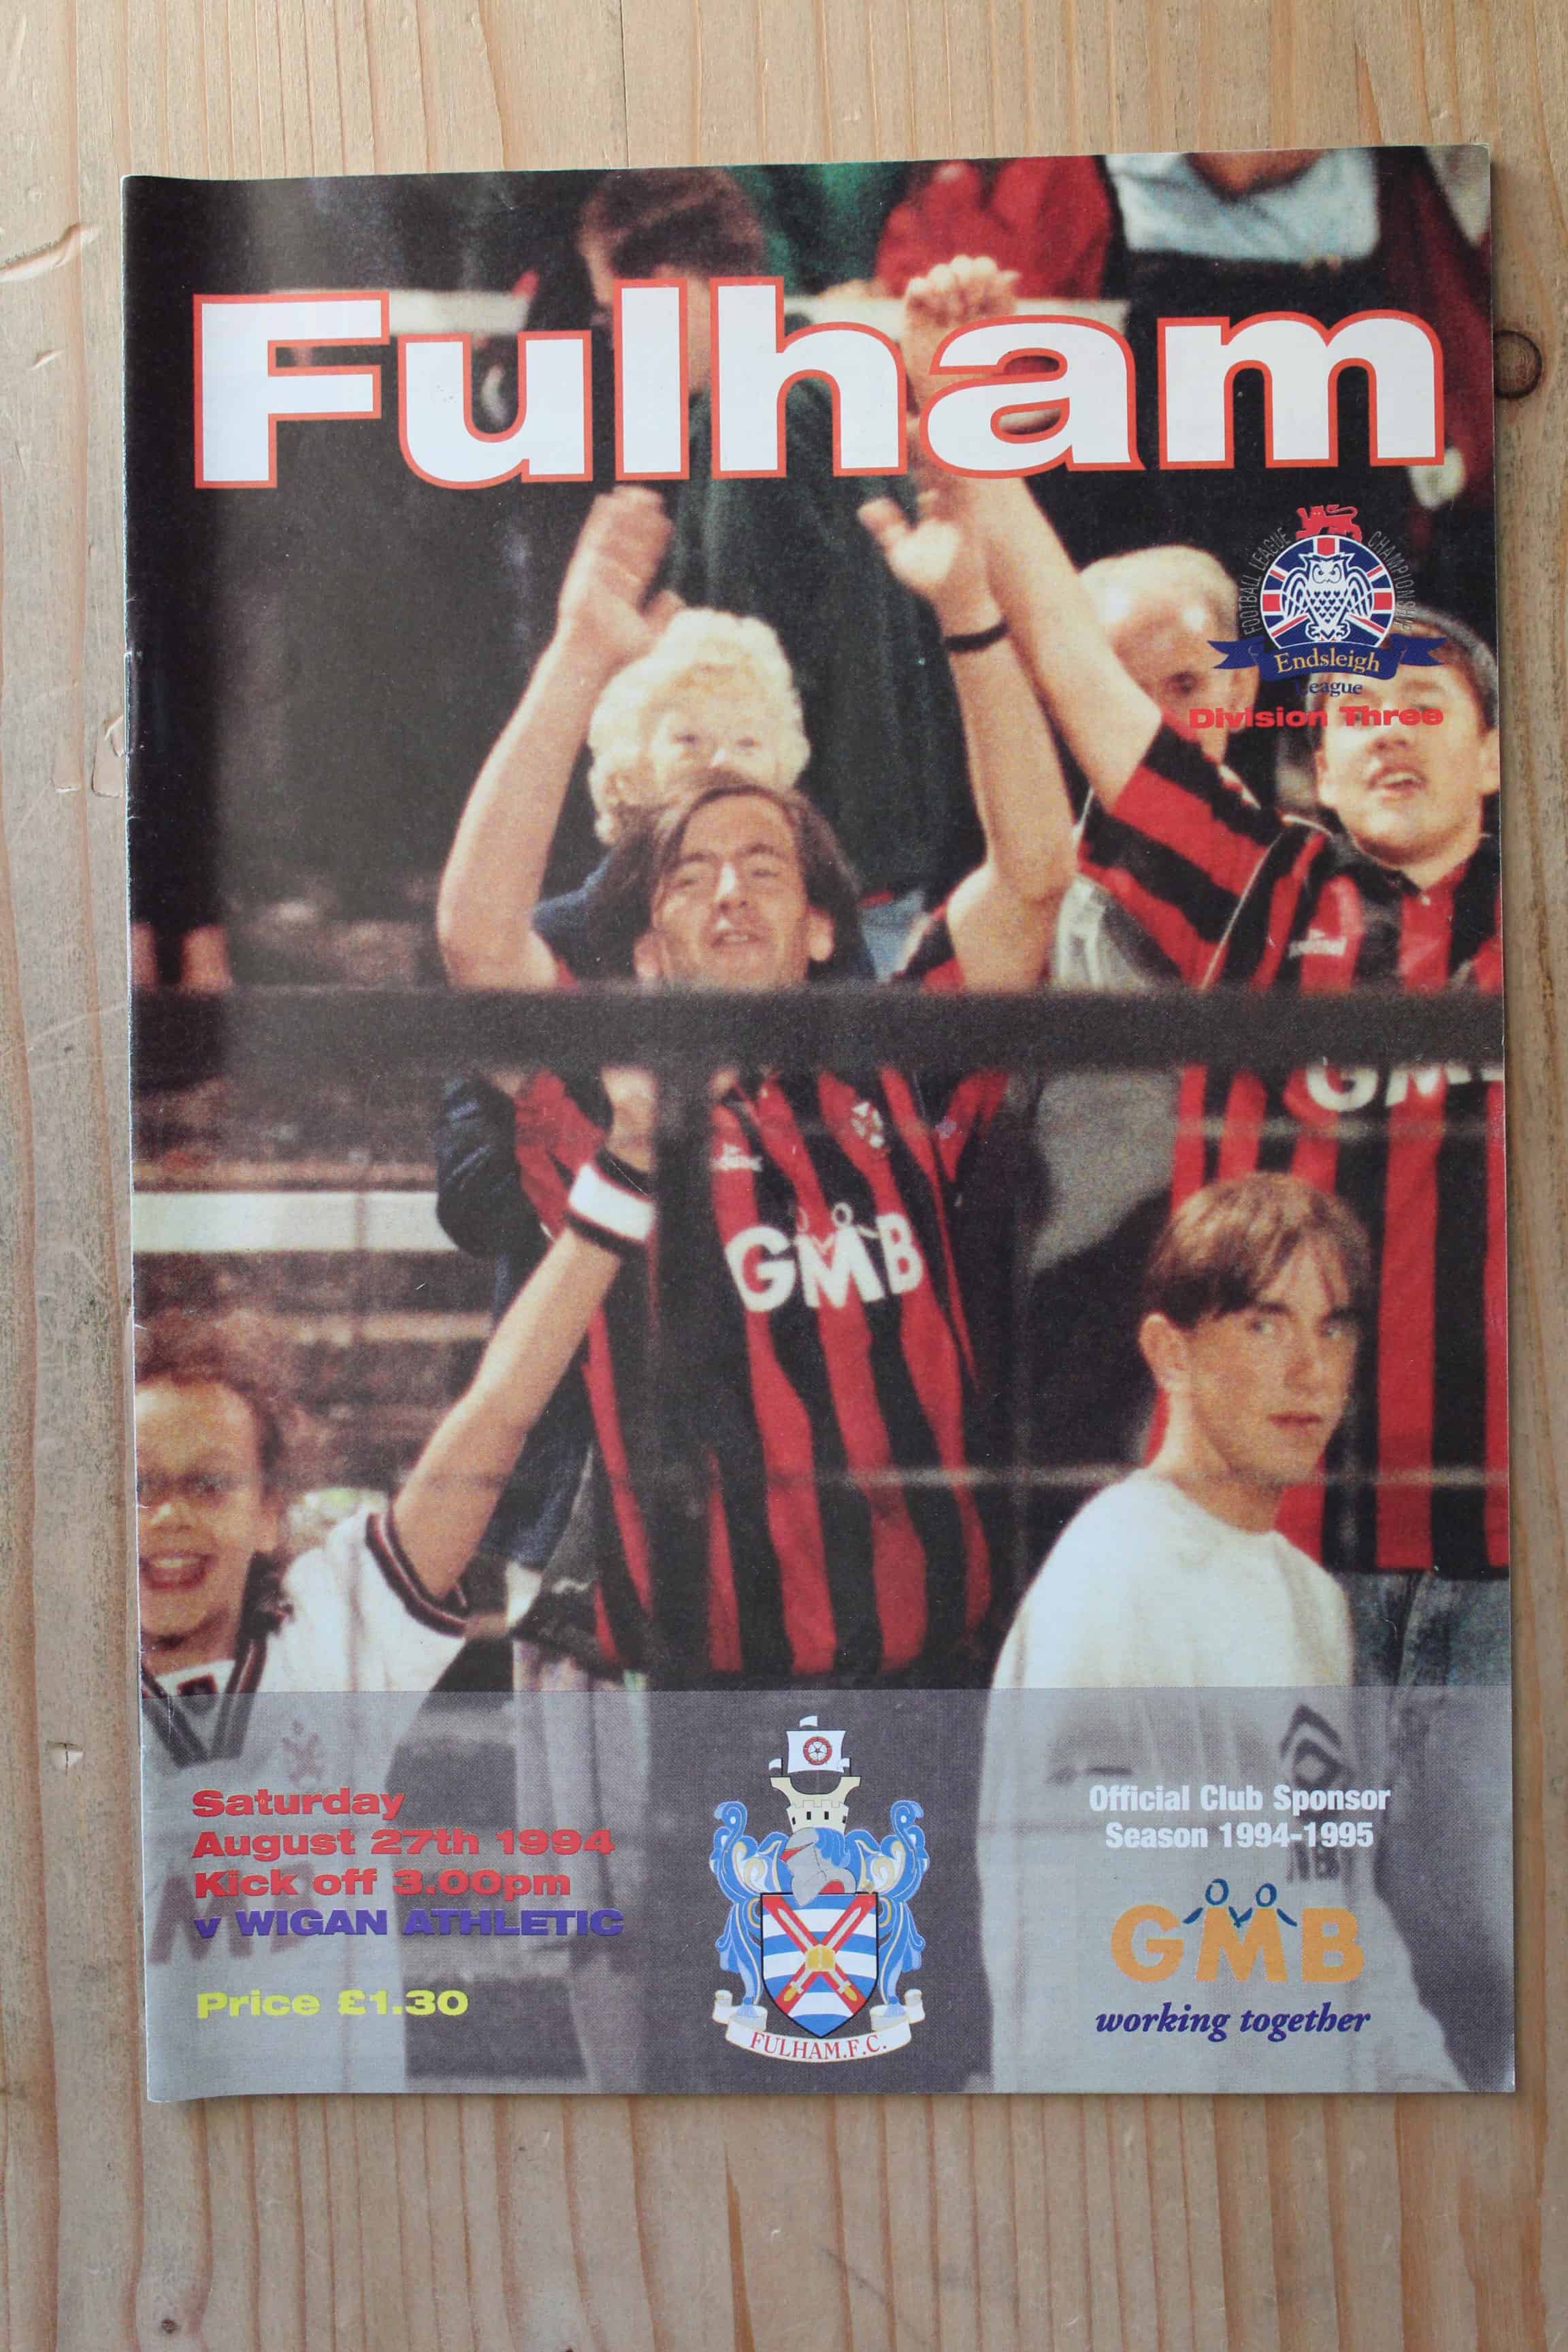 Fulham
FOOTBALL LEAGUE CHAMPIONSHIP
Endsleigh
League
Division Three
GMB
GMB
Saturday
August 27th 1994
Kick off 3.00pm
v WIGAN ATHLETIC
Price £1.30
FULHAM.F.C.
Official Club Sponsor
Season 1994-1995
GMB
working together